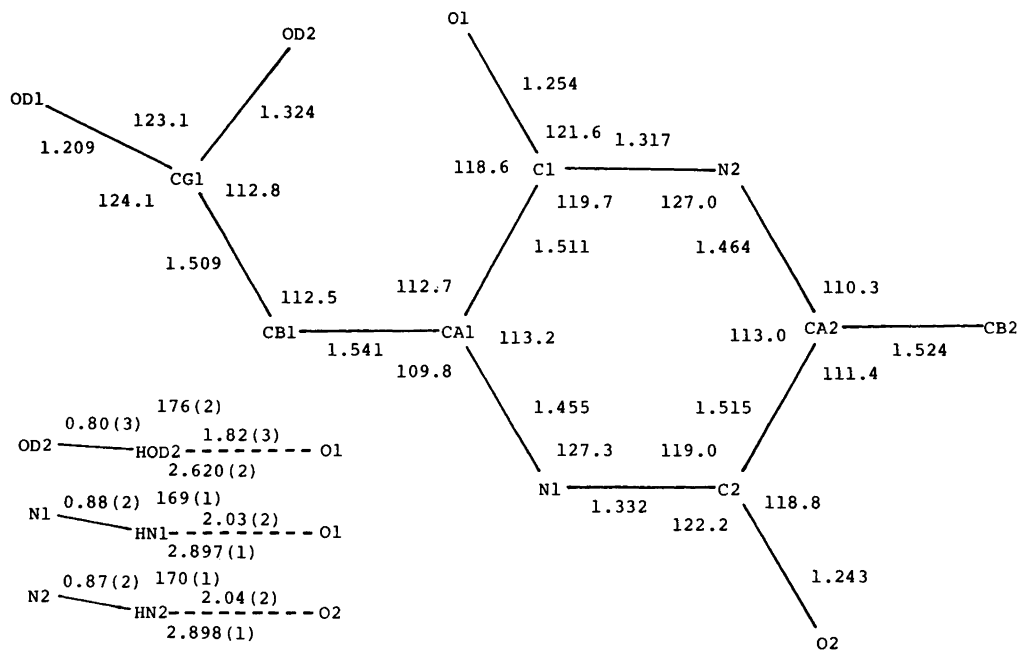 O1
OD2
1.254
OD1
123.1
1.324
121.6
1.317
1.209
118.6
C1
N2
CG1
124.1
112.8
119.7
127.0
1.511
1.464
1.509
112.5
112.7
110.3
CB1
CA1
113.2
113.0
CA2
CB2
1.541
1.524
109.8
111.4
1.455
1.515
127.3
119.0
N1
C2
1.332
118.8
122.2
1.243
O2
176(2)
0.80(3)
1.82(3)
OD2
HOD2
O1
2.620(2)
0.88(2)
169(1)
N1
2.03(2)
HN1
O1
2.897(1)
0.87(2)
170(1)
N2
2.04(2)
HN2
O2
2.898(1)